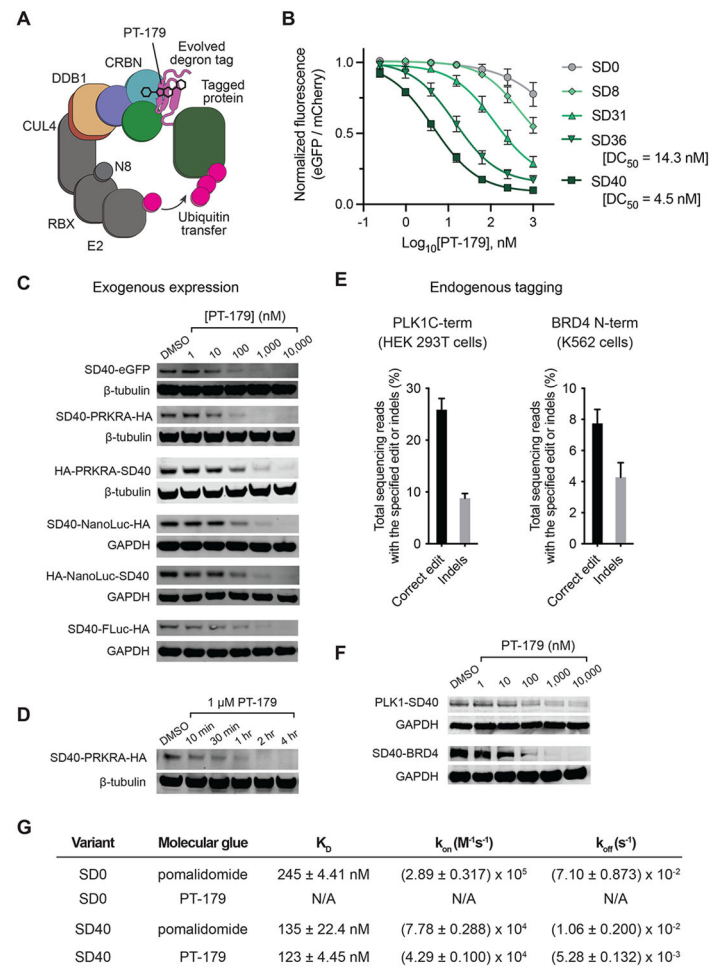 A
PT-179
CRBN
Evolved
degron tag
DDB1
Tagged
protein
CUL4
N8
RBX
E2
Ubiquitin
transfer
B
Normalized fluorescence
(eGFP / mCherry)
1.0
0.5
0.0
-1
0
1
2
3
Log10[PT-179], nM
SD0
SD8
SD31
SD36
[DC50 = 14.3 nM]
SD40
[DC50 = 4.5 nM]
C
Exogenous expression
[PT-179] (nM)
DMSO
1
10
100
1,000
10,000
SD40-eGFP
β-tubulin
SD40-PRKRA-HA
β-tubulin
HA-PRKRA-SD40
β-tubulin
SD40-NanoLuc-HA
GAPDH
HA-NanoLuc-SD40
GAPDH
SD40-FLuc-HA
GAPDH
D
1 µM PT-179
DMSO
10 min
30 min
1 hr
2 hr
4 hr
SD40-PRKRA-HA
β-tubulin
E
Endogenous tagging
PLK1C-term
(HEK 293T cells)
Total sequencing reads
with the specified edit or indels (%)
30
20
10
0
Correct edit
Indels
BRD4 N-term
(K562 cells)
Total sequencing reads
with the specified edit or indels (%)
10
8
6
4
2
0
Correct edit
Indels
F
PT-179 (nM)
DMSO
1
10
100
1,000
10,000
PLK1-SD40
GAPDH
SD40-BRD4
GAPDH
G
Variant Molecular glue KD kon (M-1s-1) koff (s-1)
SD0 pomalidomide 245 ± 4.41 nM (2.89 ± 0.317) x 10^5 (7.10 ± 0.873) x 10^-2
SD0 PT-179 N/A N/A N/A
SD40 pomalidomide 135 ± 22.4 nM (7.78 ± 0.288) x 10^4 (1.06 ± 0.200) x 10^-2
SD40 PT-179 123 ± 4.45 nM (4.29 ± 0.100) x 10^4 (5.28 ± 0.132) x 10^-3